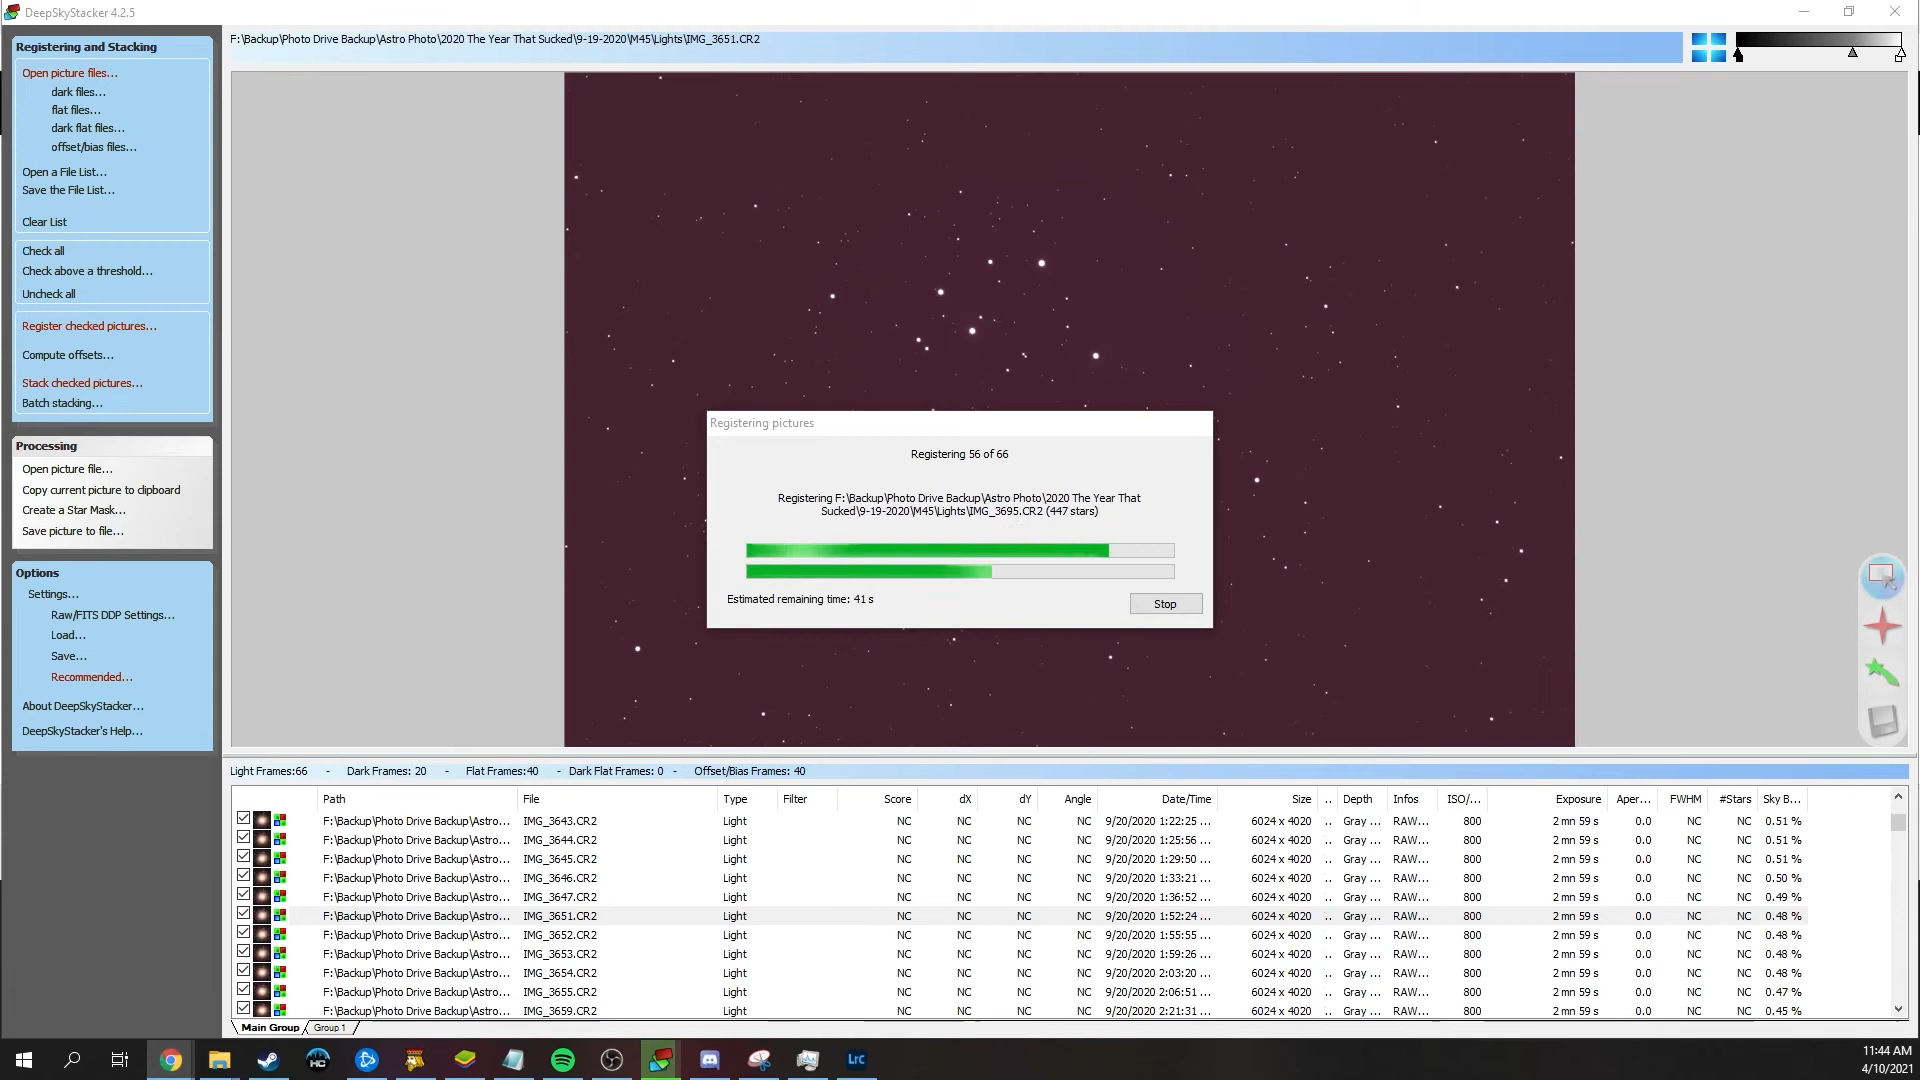 DeepSkyStacker 4.2.5
Registering and Stacking
Open picture files...
dark files...
flat files...
dark flat files...
offset/bias files...
Open a File List...
Save the File List...
Clear List
Check all
Check above a threshold...
Uncheck all
Register checked pictures...
Compute offsets...
Stack checked pictures...
Batch stacking...
Processing
Open picture file...
Copy current picture to clipboard
Create a Star Mask...
Save picture to file...
Options
Settings...
Raw/FITS DDP Settings...
Load...
Save...
Recommended...
About DeepSkyStacker...
DeepSkyStacker's Help...
F:\Backup\Photo Drive Backup\Astro Photo\2020 The Year That Sucked\9-19-2020\M45\Lights\IMG_3651.CR2
Registering pictures
Registering 56 of 66
Registering F:\Backup\Photo Drive Backup\Astro Photo\2020 The Year That
Sucked\9-19-2020\M45\Lights\IMG_3695.CR2 (447 stars)
Estimated remaining time: 41 s
Stop
Light Frames:66 - Dark Frames: 20 - Flat Frames:40 - Dark Flat Frames: 0 - Offset/Bias Frames: 40
Path File Type Filter Score dX dY Angle Date/Time Size .. Depth Infos ISO/... Exposure Aper... FWHM #Stars Sky B...
F:\Backup\Photo Drive Backup\Astro... IMG_3643.CR2 Light NC NC NC NC 9/20/2020 1:22:25 ... 6024 x 4020 .. Gray ... RAW... 800 2 mn 59 s 0.0 NC NC 0.51 %
F:\Backup\Photo Drive Backup\Astro... IMG_3644.CR2 Light NC NC NC NC 9/20/2020 1:25:56 ... 6024 x 4020 .. Gray ... RAW... 800 2 mn 59 s 0.0 NC NC 0.51 %
F:\Backup\Photo Drive Backup\Astro... IMG_3645.CR2 Light NC NC NC NC 9/20/2020 1:29:50 ... 6024 x 4020 .. Gray ... RAW... 800 2 mn 59 s 0.0 NC NC 0.51 %
F:\Backup\Photo Drive Backup\Astro... IMG_3646.CR2 Light NC NC NC NC 9/20/2020 1:33:21 ... 6024 x 4020 .. Gray ... RAW... 800 2 mn 59 s 0.0 NC NC 0.50 %
F:\Backup\Photo Drive Backup\Astro... IMG_3647.CR2 Light NC NC NC NC 9/20/2020 1:36:52 ... 6024 x 4020 .. Gray ... RAW... 800 2 mn 59 s 0.0 NC NC 0.49 %
F:\Backup\Photo Drive Backup\Astro... IMG_3651.CR2 Light NC NC NC NC 9/20/2020 1:52:24 ... 6024 x 4020 .. Gray ... RAW... 800 2 mn 59 s 0.0 NC NC 0.48 %
F:\Backup\Photo Drive Backup\Astro... IMG_3652.CR2 Light NC NC NC NC 9/20/2020 1:55:55 ... 6024 x 4020 .. Gray ... RAW... 800 2 mn 59 s 0.0 NC NC 0.48 %
F:\Backup\Photo Drive Backup\Astro... IMG_3653.CR2 Light NC NC NC NC 9/20/2020 1:59:26 ... 6024 x 4020 .. Gray ... RAW... 800 2 mn 59 s 0.0 NC NC 0.48 %
F:\Backup\Photo Drive Backup\Astro... IMG_3654.CR2 Light NC NC NC NC 9/20/2020 2:03:20 ... 6024 x 4020 .. Gray ... RAW... 800 2 mn 59 s 0.0 NC NC 0.48 %
F:\Backup\Photo Drive Backup\Astro... IMG_3655.CR2 Light NC NC NC NC 9/20/2020 2:06:51 ... 6024 x 4020 .. Gray ... RAW... 800 2 mn 59 s 0.0 NC NC 0.47 %
F:\Backup\Photo Drive Backup\Astro... IMG_3659.CR2 Light NC NC NC NC 9/20/2020 2:21:31 ... 6024 x 4020 .. Gray ... RAW... 800 2 mn 59 s 0.0 NC NC 0.45 %
Main Group Group 1
HC
Lrc
11:44 AM
4/10/2021